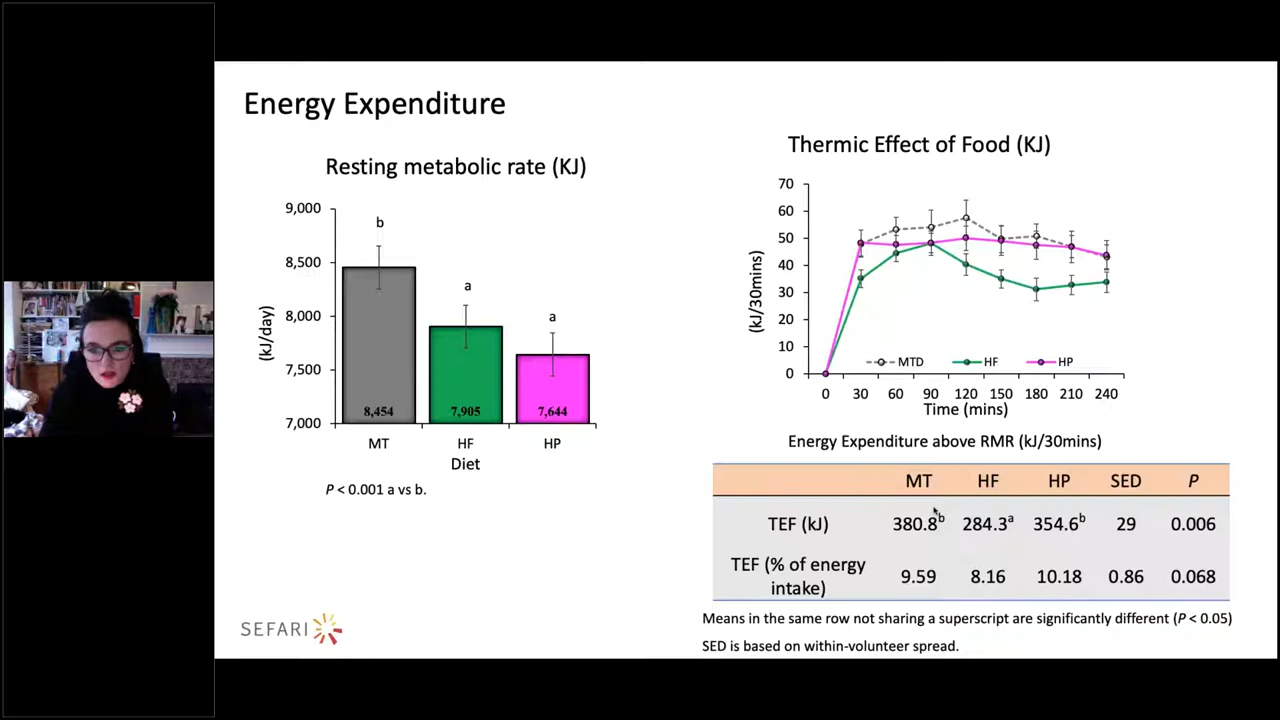 Energy Expenditure
Resting metabolic rate (KJ)
9,000
8,500
8,000
7,500
7,000
(kJ/day)
b
a
a
8,454
7,905
7,644
MT
HF
HP
Diet
P < 0.001 a vs b.
Thermic Effect of Food (KJ)
70
60
50
40
30
20
10
0
(kJ/30mins)
MTD
HF
HP
0 30 60 90 120 150 180 210 240
Time (mins)
Energy Expenditure above RMR (kJ/30mins)
MT HF HP SED P
TEF (kJ) 380.8b 284.3a 354.6b 29 0.006
TEF (% of energy
intake) 9.59 8.16 10.18 0.86 0.068
Means in the same row not sharing a superscript are significantly different (P < 0.05)
SED is based on within-volunteer spread.
SEFARI